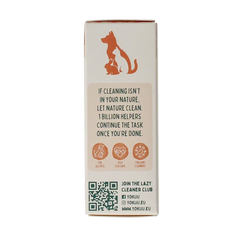 IF CLEANING ISN'T
IN YOUR NATURE,
LET NATURE CLEAN.
1 BILLION HELPERS
CONTINUE THE TASK
ONCE YOU'RE DONE.
JOIN THE LAZY
CLEANER CLUB
YOKUU
YOKUU.EU
WWW.YOKUU.EU